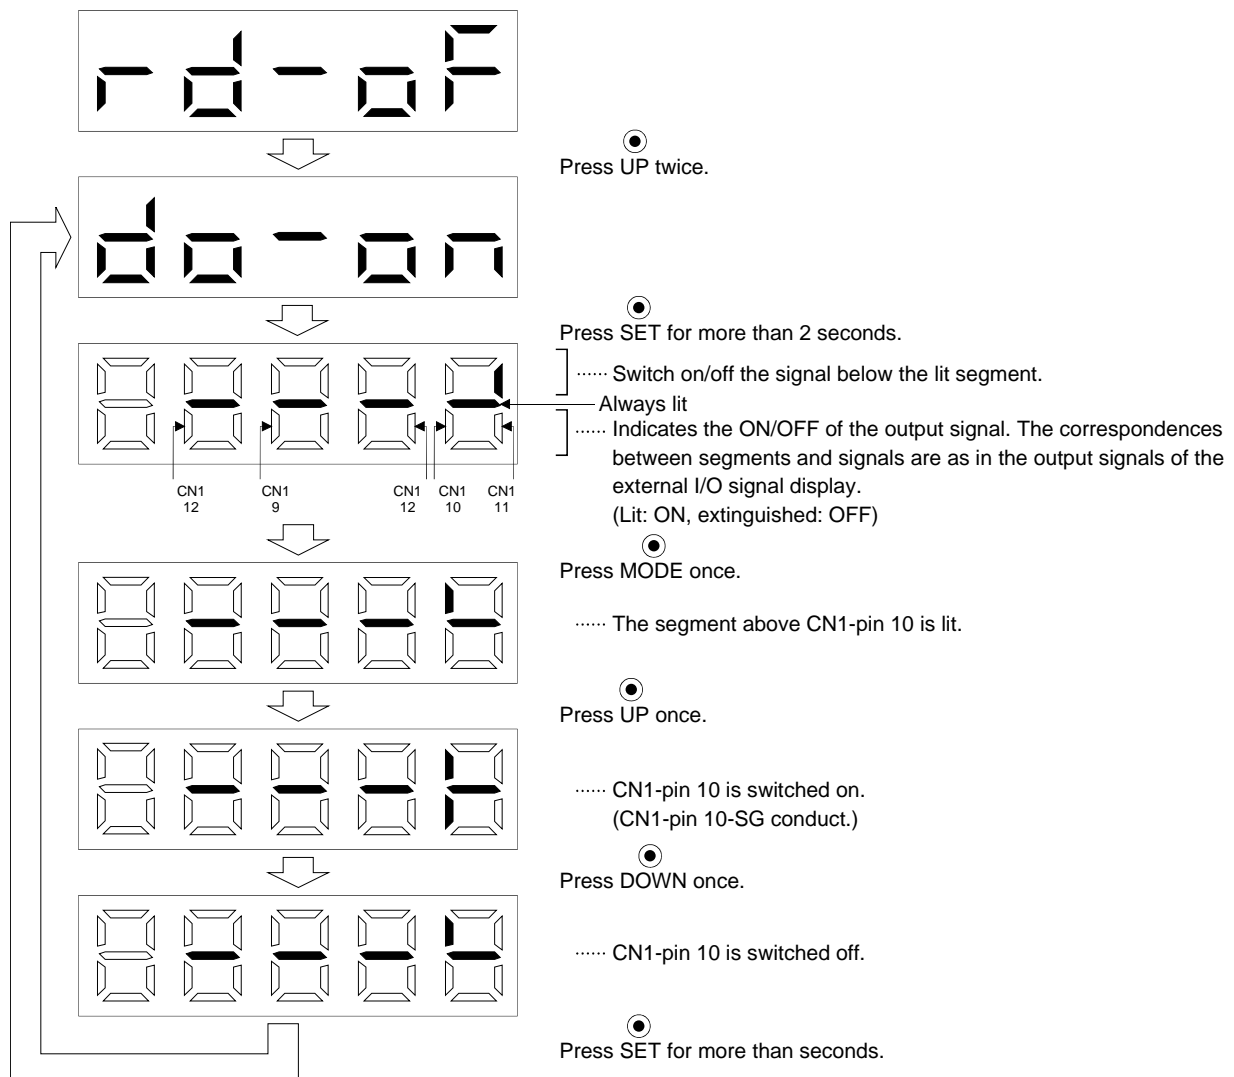 rd-oF
Press UP twice.
do-on
Press SET for more than 2 seconds.
...... Switch on/off the signal below the lit segment.
Always lit
...... Indicates the ON/OFF of the output signal. The correspondences
between segments and signals are as in the output signals of the
external I/O signal display.
(Lit: ON, extinguished: OFF)
CN1 CN1 CN1 CN1 CN1
12 9 12 10 11
Press MODE once.
...... The segment above CN1-pin 10 is lit.
Press UP once.
...... CN1-pin 10 is switched on.
(CN1-pin 10-SG conduct.)
Press DOWN once.
...... CN1-pin 10 is switched off.
Press SET for more than seconds.